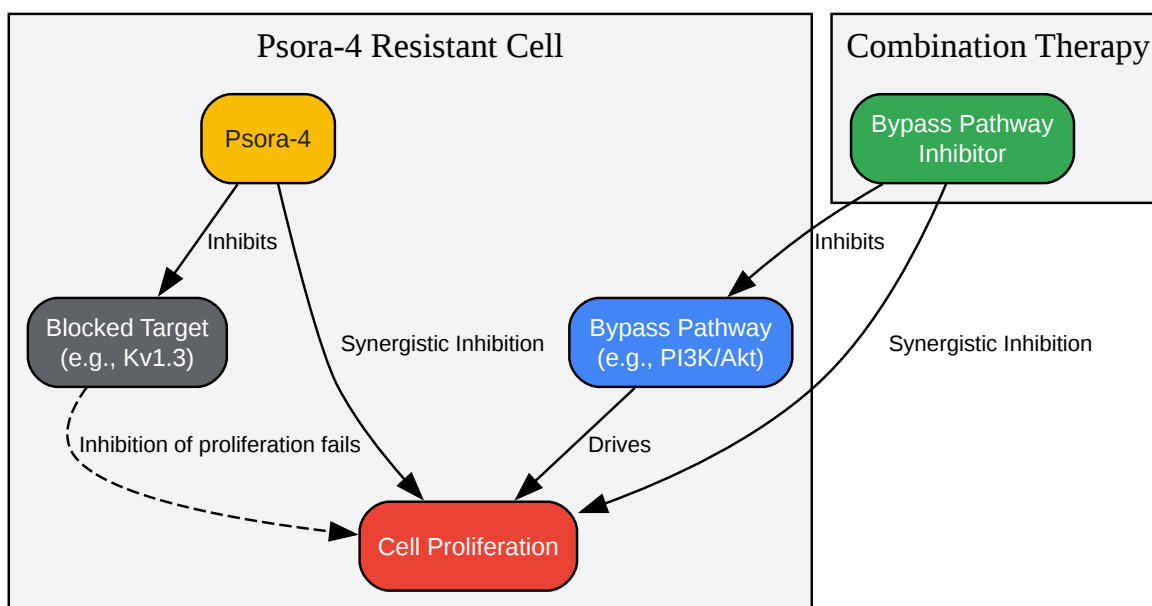 Psora-4 Resistant Cell
Combination Therapy
Psora-4
Bypass Pathway
Inhibitor
Inhibits
Inhibits
Blocked Target
(e.g., Kv1.3)
Synergistic Inhibition
Bypass Pathway
(e.g., PI3K/Akt)
Synergistic Inhibition
Inhibition of proliferation fails
Drives
Cell Proliferation